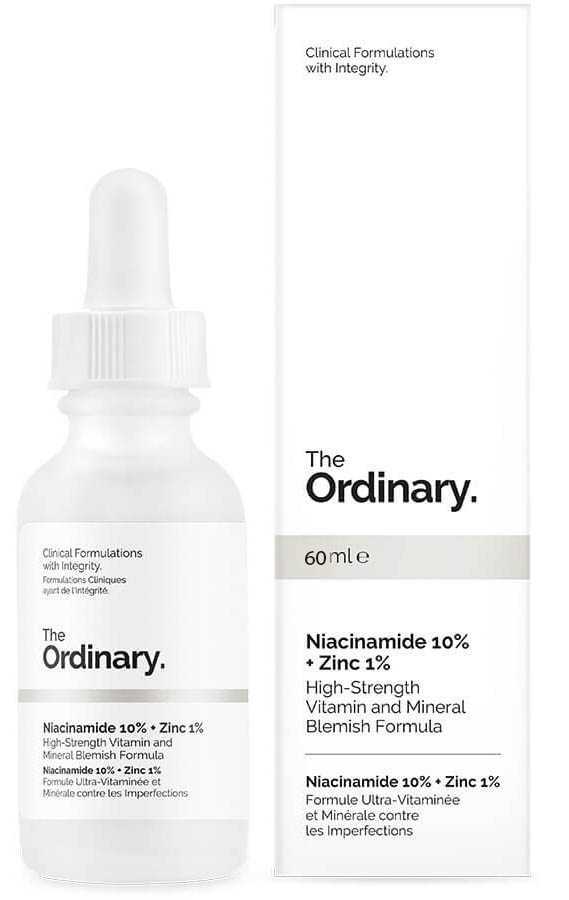 Clinical Formulations
with Integrity.
Formulations Cliniques
ayant de l'intégrité.
The
Ordinary.
Niacinamide 10% + Zinc 1%
High-Strength Vitamin and
Mineral Blemish Formula
Niacinamide 10% + Zinc 1%
Formule Ultra-Vitaminée et
Minérale contre les Imperfections
Clinical Formulations
with Integrity.
The
Ordinary.
60 ml e
Niacinamide 10%
+ Zinc 1%
High-Strength
Vitamin and Mineral
Blemish Formula
Niacinamide 10% + Zinc 1%
Formule Ultra-Vitaminée
et Minérale contre
les Imperfections